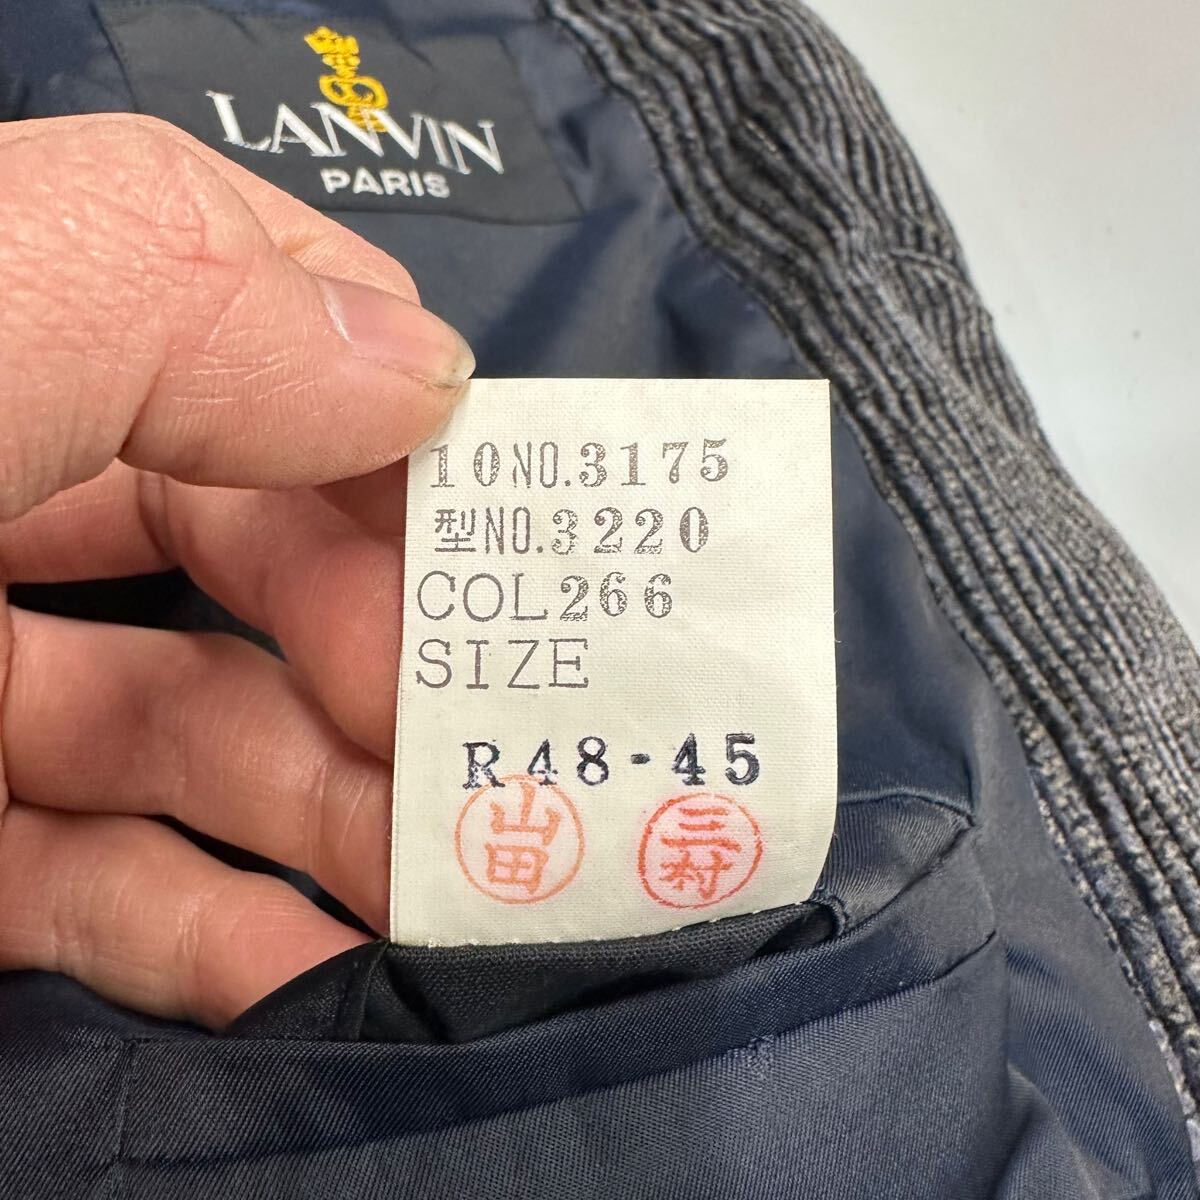 LANVIN
PARIS
10NO.3175
型NO.3220
COL266
SIZE
R48-45
山田
三村